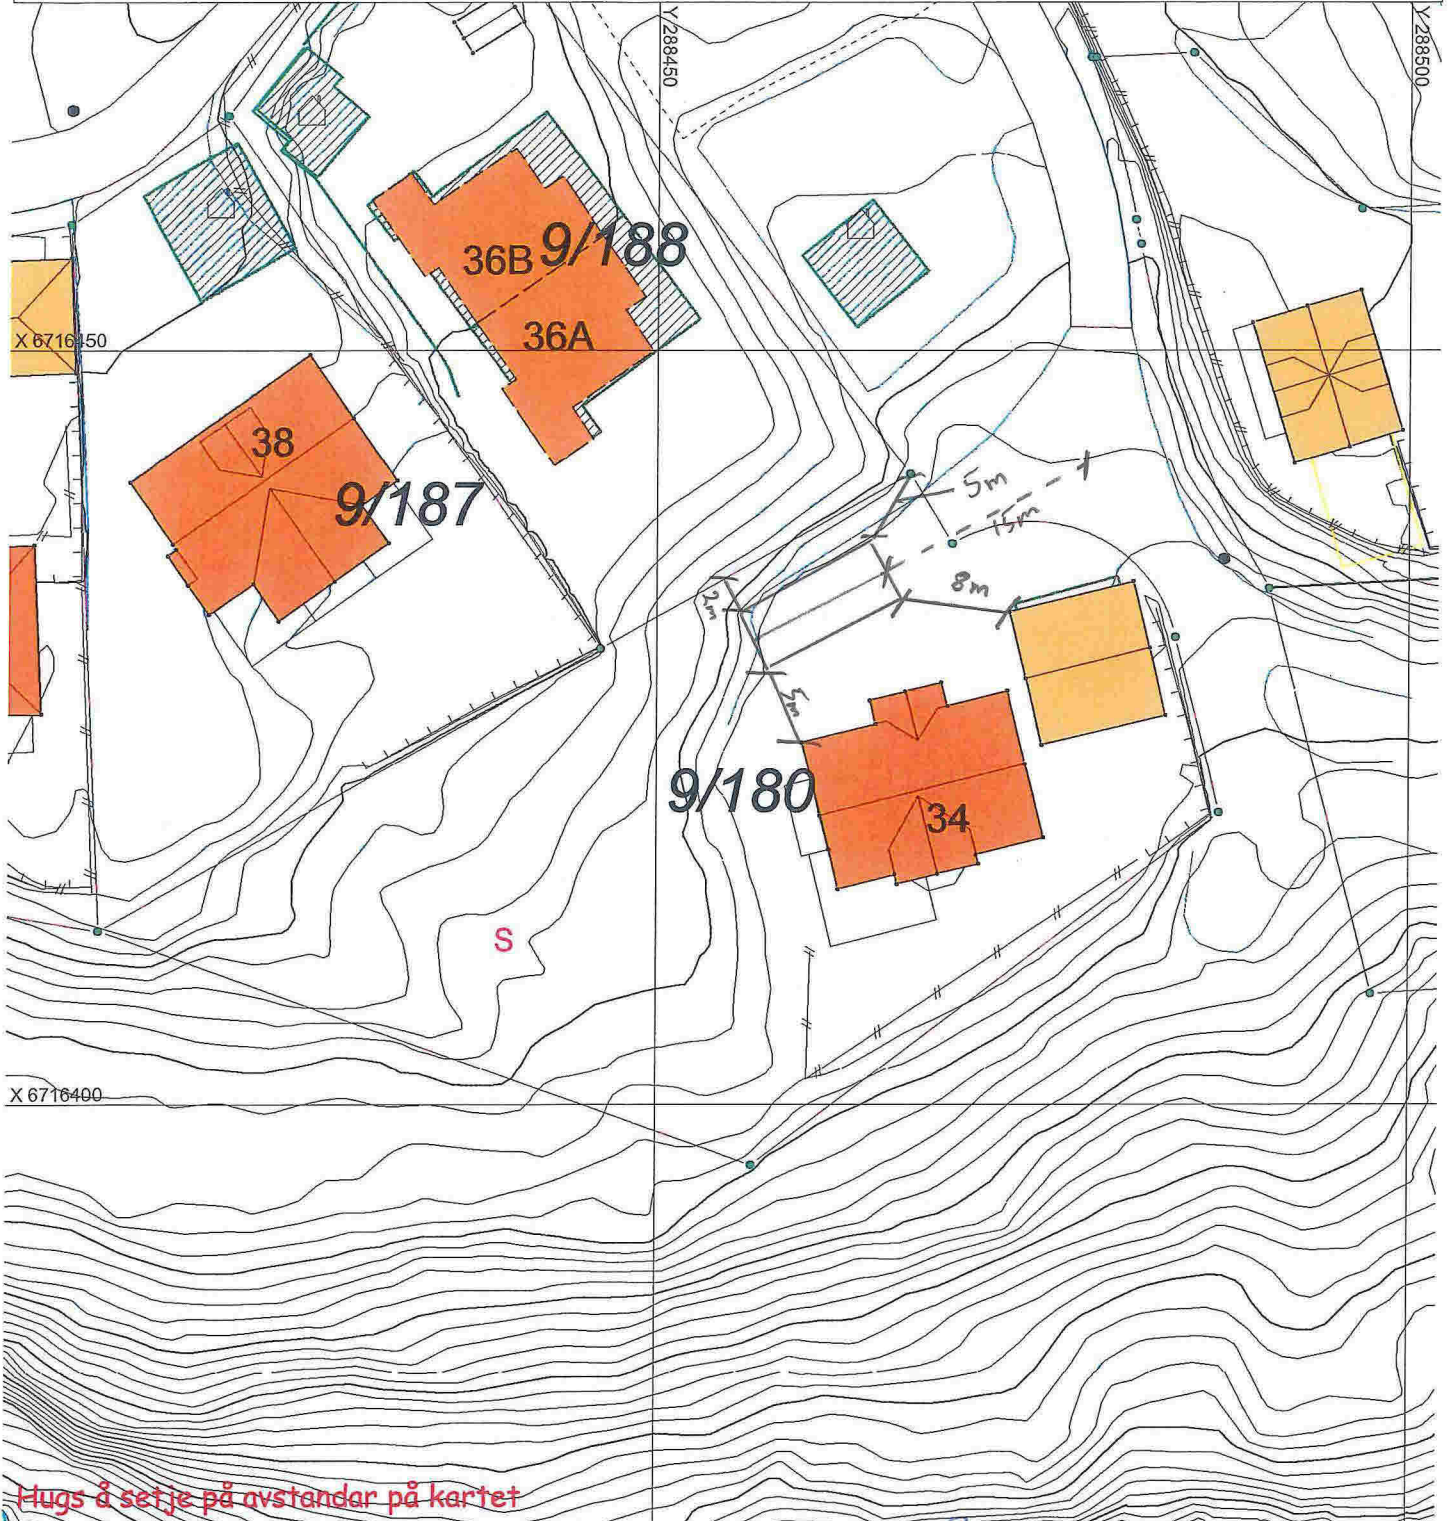 Y 288450
Y 288500
36B 9/188
36A
X 6716450
38
9/187
5m
15m
8m
2m
5m
9/180
34
S
X 6716400
Hugs å setje på avstandar på kartet